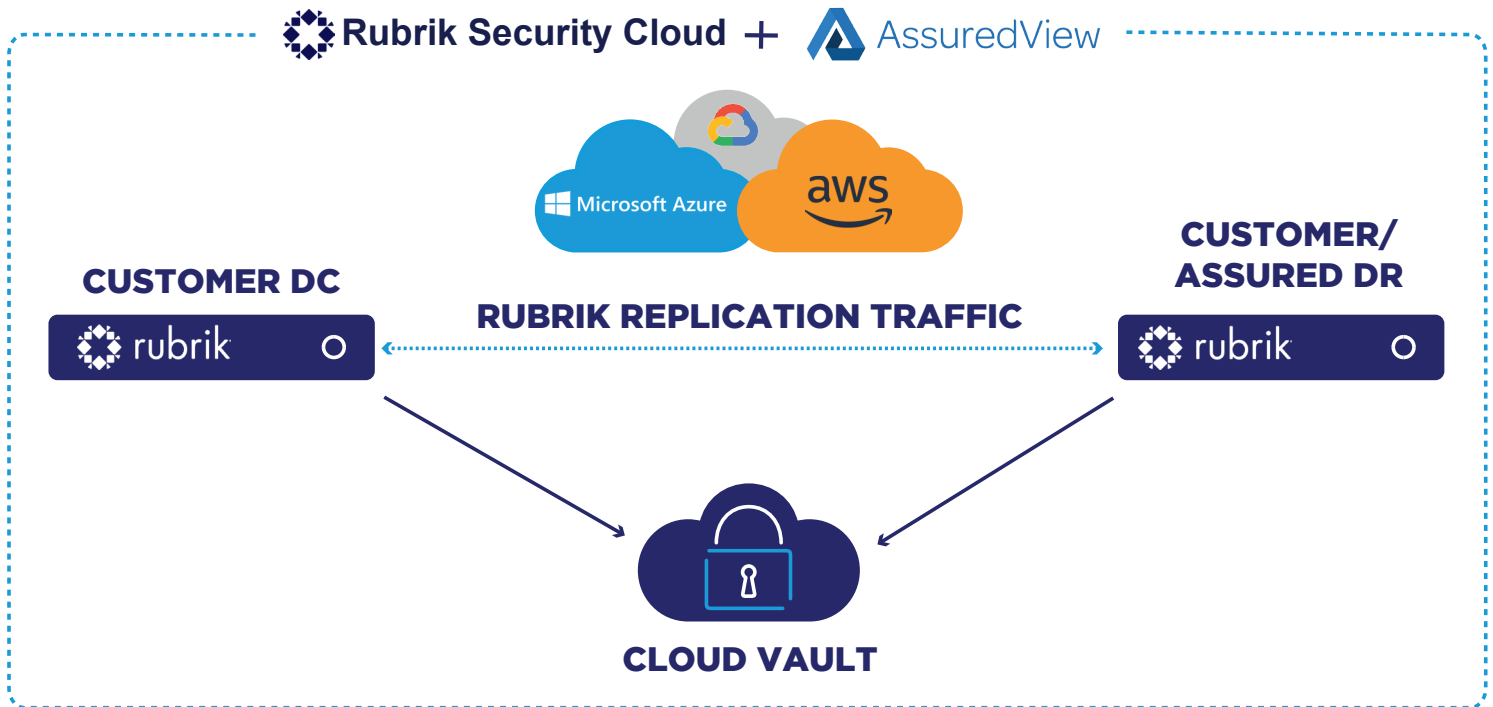 Rubrik Security Cloud + AssuredView
Microsoft Azure
aws
CUSTOMER DC
rubrik
RUBRIK REPLICATION TRAFFIC
CUSTOMER/
ASSURED DR
rubrik
CLOUD VAULT